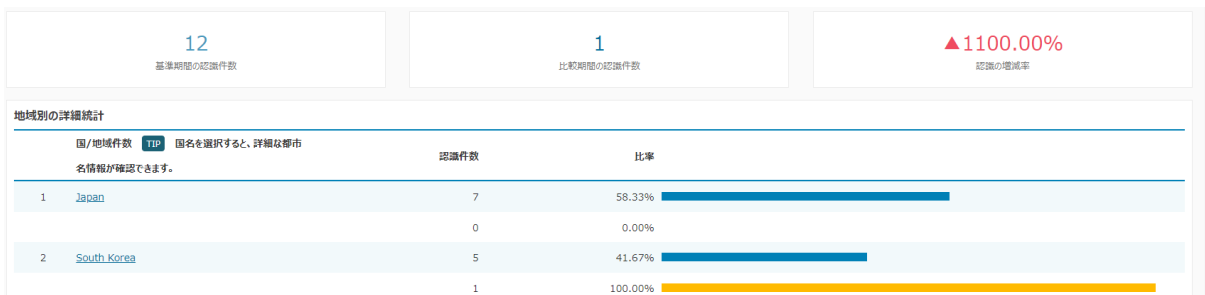 12
基準期間の認識件数
1
比較期間の認識件数
▲1100.00%
認識の増減率
地域別の詳細統計
国/地域件数 TIP 国名を選択すると、詳細な都市
名情報が確認できます。
認識件数 比率
1 Japan 7 58.33%
0 0.00%
2 South Korea 5 41.67%
1 100.00%